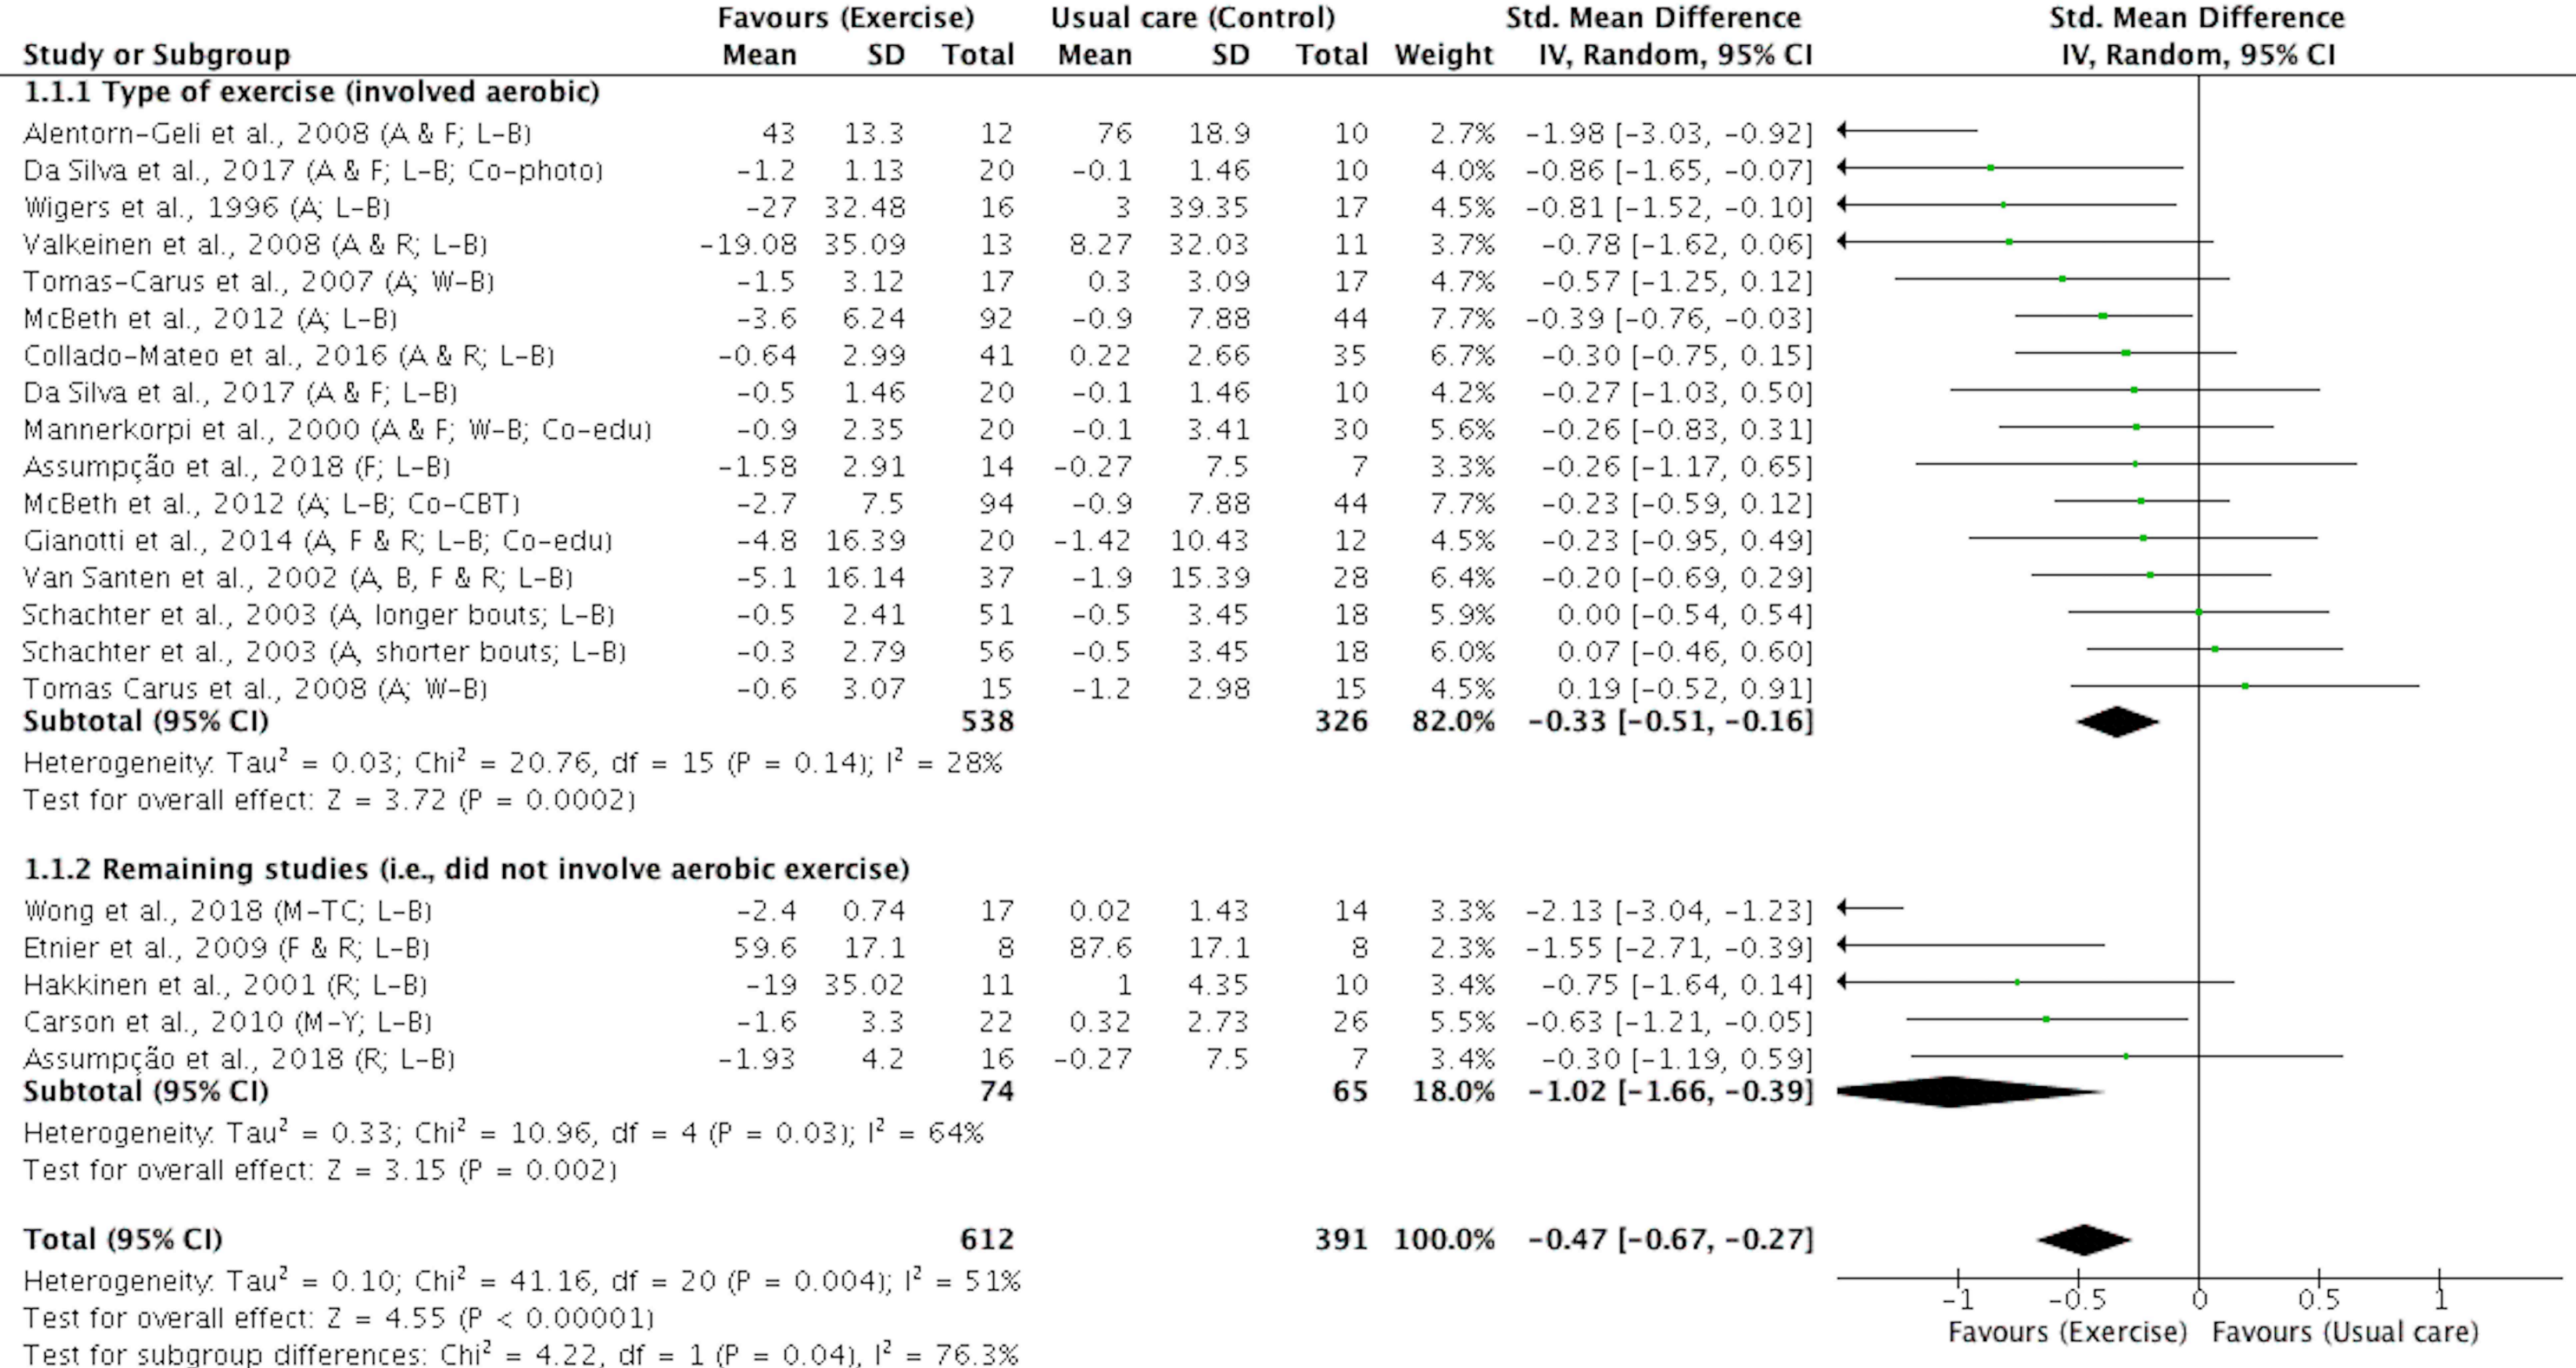 Favours (Exercise) Usual care (Control) Std. Mean Difference Std. Mean Difference
Study or Subgroup Mean SD Total Mean SD Total Weight IV, Random, 95% CI IV, Random, 95% CI
1.1.1 Type of exercise (involved aerobic)
Alentorn-Geli et al., 2008 (A & F; L-B) 43 13.3 12 76 18.9 10 2.7% -1.98 [-3.03, -0.92]
Da Silva et al., 2017 (A & F; L-B; Co-photo) -1.2 1.13 20 -0.1 1.46 10 4.0% -0.86 [-1.65, -0.07]
Wigers et al., 1996 (A; L-B) -27 32.48 16 3 39.35 17 4.5% -0.81 [-1.52, -0.10]
Valkeinen et al., 2008 (A & R; L-B) -19.08 35.09 13 8.27 32.03 11 3.7% -0.78 [-1.62, 0.06]
Tomas-Carus et al., 2007 (A; W-B) -1.5 3.12 17 0.3 3.09 17 4.7% -0.57 [-1.25, 0.12]
McBeth et al., 2012 (A; L-B) -3.6 6.24 92 -0.9 7.88 44 7.7% -0.39 [-0.76, -0.03]
Collado-Mateo et al., 2016 (A & R; L-B) -0.64 2.99 41 0.22 2.66 35 6.7% -0.30 [-0.75, 0.15]
Da Silva et al., 2017 (A & F; L-B) -0.5 1.46 20 -0.1 1.46 10 4.2% -0.27 [-1.03, 0.50]
Mannerkorpi et al., 2000 (A & F; W-B; Co-edu) -0.9 2.35 20 -0.1 3.41 30 5.6% -0.26 [-0.83, 0.31]
Assumpção et al., 2018 (F; L-B) -1.58 2.91 14 -0.27 7.5 7 3.3% -0.26 [-1.17, 0.65]
McBeth et al., 2012 (A; L-B; Co-CBT) -2.7 7.5 94 -0.9 7.88 44 7.7% -0.23 [-0.59, 0.12]
Gianotti et al., 2014 (A, F & R; L-B; Co-edu) -4.8 16.39 20 -1.42 10.43 12 4.5% -0.23 [-0.95, 0.49]
Van Santen et al., 2002 (A, B, F & R; L-B) -5.1 16.14 37 -1.9 15.39 28 6.4% -0.20 [-0.69, 0.29]
Schachter et al., 2003 (A, longer bouts; L-B) -0.5 2.41 51 -0.5 3.45 18 5.9% 0.00 [-0.54, 0.54]
Schachter et al., 2003 (A, shorter bouts; L-B) -0.3 2.79 56 -0.5 3.45 18 6.0% 0.07 [-0.46, 0.60]
Tomas Carus et al., 2008 (A; W-B) -0.6 3.07 15 -1.2 2.98 15 4.5% 0.19 [-0.52, 0.91]
Subtotal (95% CI) 538 326 82.0% -0.33 [-0.51, -0.16]
Heterogeneity: Tau² = 0.03; Chi² = 20.76, df = 15 (P = 0.14); I² = 28%
Test for overall effect: Z = 3.72 (P = 0.0002)
1.1.2 Remaining studies (i.e., did not involve aerobic exercise)
Wong et al., 2018 (M-TC; L-B) -2.4 0.74 17 0.02 1.43 14 3.3% -2.13 [-3.04, -1.23]
Etnier et al., 2009 (F & R; L-B) 59.6 17.1 8 87.6 17.1 8 2.3% -1.55 [-2.71, -0.39]
Hakkinen et al., 2001 (R; L-B) -19 35.02 11 1 4.35 10 3.4% -0.75 [-1.64, 0.14]
Carson et al., 2010 (M-Y; L-B) -1.6 3.3 22 0.32 2.73 26 5.5% -0.63 [-1.21, -0.05]
Assumpção et al., 2018 (R; L-B) -1.93 4.2 16 -0.27 7.5 7 3.4% -0.30 [-1.19, 0.59]
Subtotal (95% CI) 74 65 18.0% -1.02 [-1.66, -0.39]
Heterogeneity: Tau² = 0.33; Chi² = 10.96, df = 4 (P = 0.03); I² = 64%
Test for overall effect: Z = 3.15 (P = 0.002)
Total (95% CI) 612 391 100.0% -0.47 [-0.67, -0.27]
Heterogeneity: Tau² = 0.10; Chi² = 41.16, df = 20 (P = 0.004); I² = 51%
Test for overall effect: Z = 4.55 (P < 0.00001)
Test for subgroup differences: Chi² = 4.22, df = 1 (P = 0.04), I² = 76.3%
-1 -0.5 0 0.5 1
Favours (Exercise) Favours (Usual care)